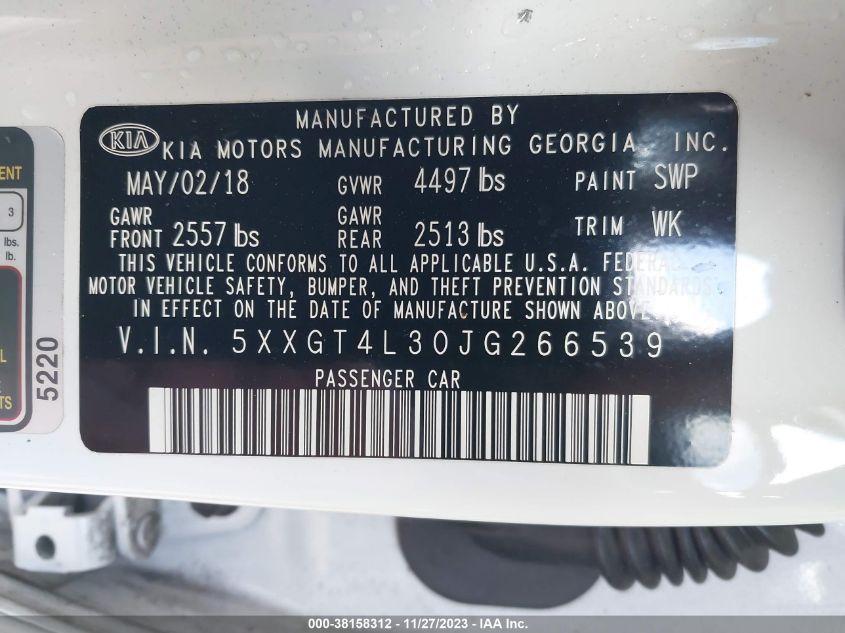 MANUFACTURED BY
KIA KIA MOTORS MANUFACTURING GEORGIA, INC.
MAY/02/18 GVWR 4497 lbs PAINT SWP
GAWR FRONT 2557 lbs GAWR REAR 2513 lbs TRIM WK
THIS VEHICLE CONFORMS TO ALL APPLICABLE U.S.A. FEDERAL
MOTOR VEHICLE SAFETY, BUMPER, AND THEFT PREVENTION STANDARDS
IN EFFECT ON THE DATE OF MANUFACTURE SHOWN ABOVE.
V.I.N. 5XXGT4L30JG266539
PASSENGER CAR
3
lbs.
lb.
5220
000-38158312 - 11/27/2023 - IAA Inc.